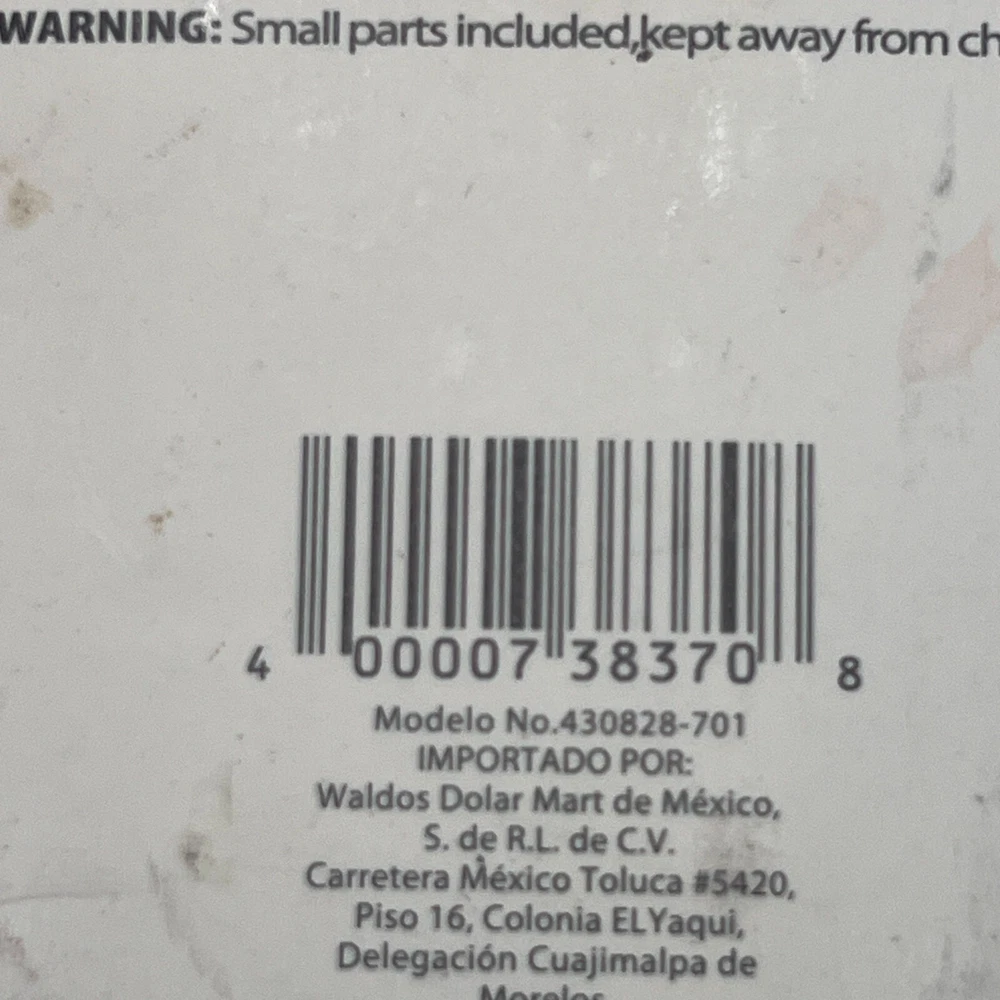 WARNING: Small parts included,kept away from ch
4 00007 38370 8
Modelo No.430828-701
IMPORTADO POR:
Waldos Dolar Mart de México,
S. de R.L. de C.V.
Carretera México Toluca #5420,
Piso 16, Colonia ELYaqui,
Delegación Cuajimalpa de
Morelos